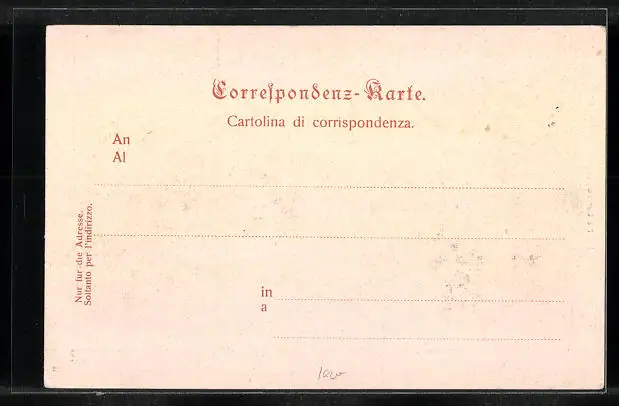 Correspondenz-Karte.
Cartolina di corrispondenza.
An
Al
Nur für die Adresse.
Soltanto per l'indirizzo.
in
a